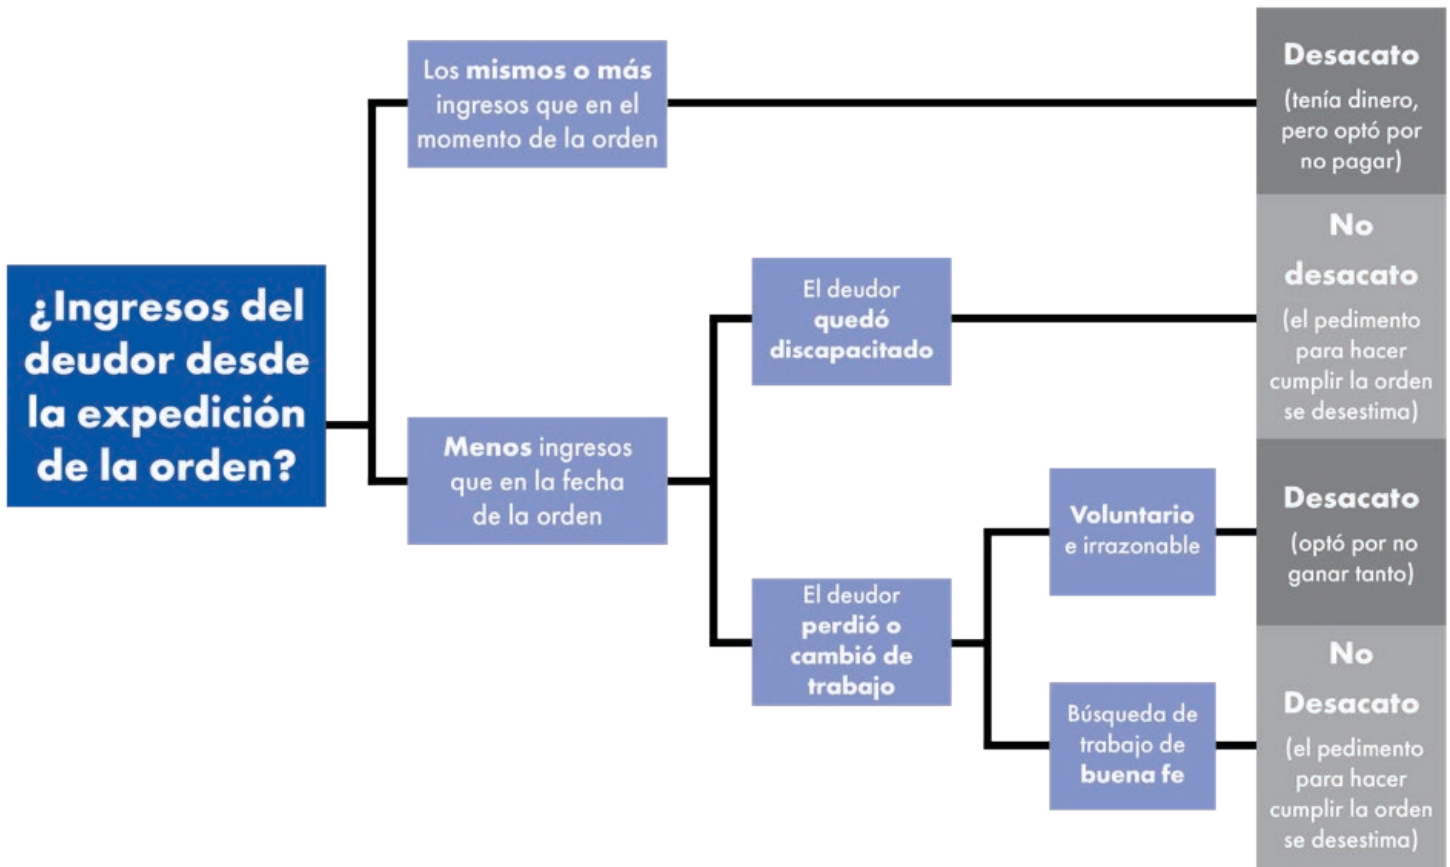 ¿Ingresos del
deudor desde
la expedición
de la orden?
Los mismos o más
ingresos que en el
momento de la orden
Menos ingresos
que en la fecha
de la orden
El deudor
quedó
discapacitado
El deudor
perdió o
cambió de
trabajo
Voluntario
e irrazonable
Búsqueda de
trabajo de
buena fe
Desacato
(tenía dinero,
pero optó por
no pagar)
No
desacato
(el pedimento
para hacer
cumplir la orden
se desestima)
Desacato
(optó por no
ganar tanto)
No
Desacato
(el pedimento
para hacer
cumplir la orden
se desestima)